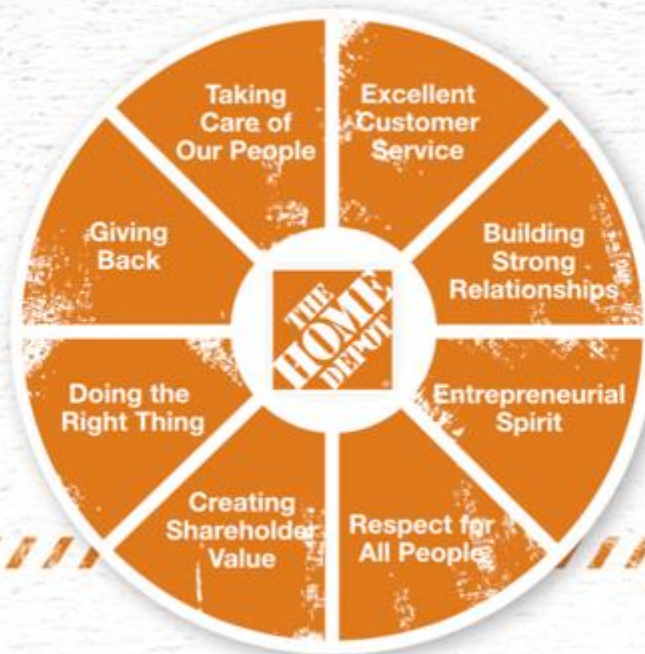 Taking
Care of
Our People
Excellent
Customer
Service
Building
Strong
Relationships
Entrepreneurial
Spirit
Respect for
All People
Creating
Shareholder
Value
Doing the
Right Thing
Giving
Back
THE
HOME
DEPOT
®